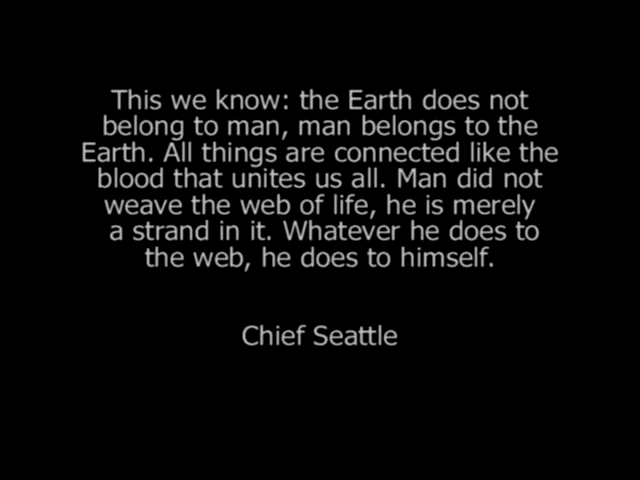 This we know: the Earth does not
belong to man, man belongs to the
Earth. All things are connected like the
blood that unites us all. Man did not
weave the web of life, he is merely
a strand in it. Whatever he does to
the web, he does to himself.
Chief Seattle